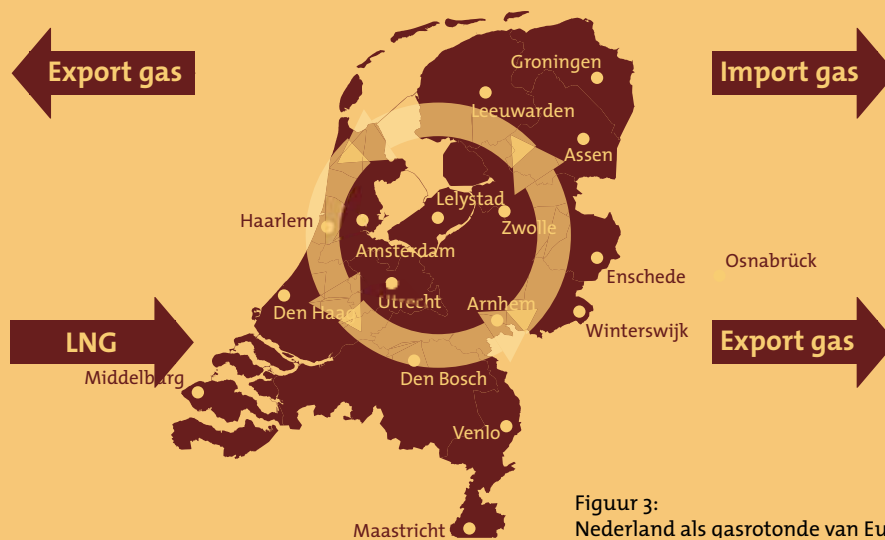 Export gas
Groningen
Import gas
Leeuwarden
Assen
Lelystad
Haarlem
Zwolle
Amsterdam
Enschede
Osnabrück
Utrecht
Den Haag
Arnhem
Winterswijk
LNG
Export gas
Middelburg
Den Bosch
Venlo
Figuur 3:
Maastricht
Nederland als gasrotonde van Eu